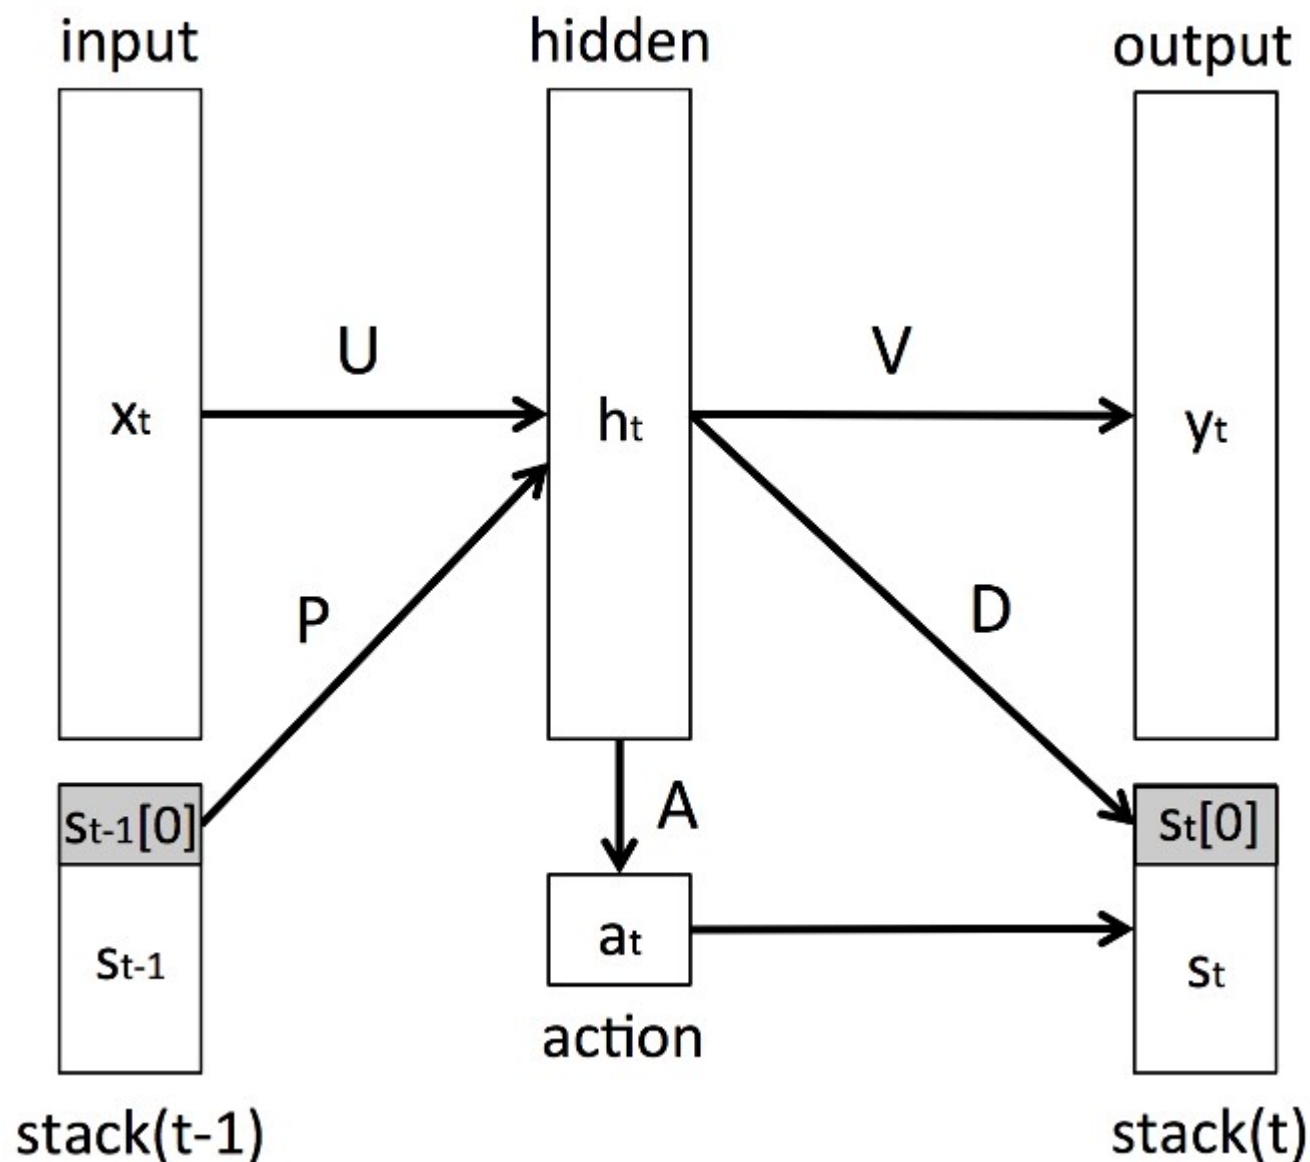 input hidden output
U V
xt ht yt
P D
st-1[0] A st[0]
st-1 at st
action
stack(t-1) stack(t)